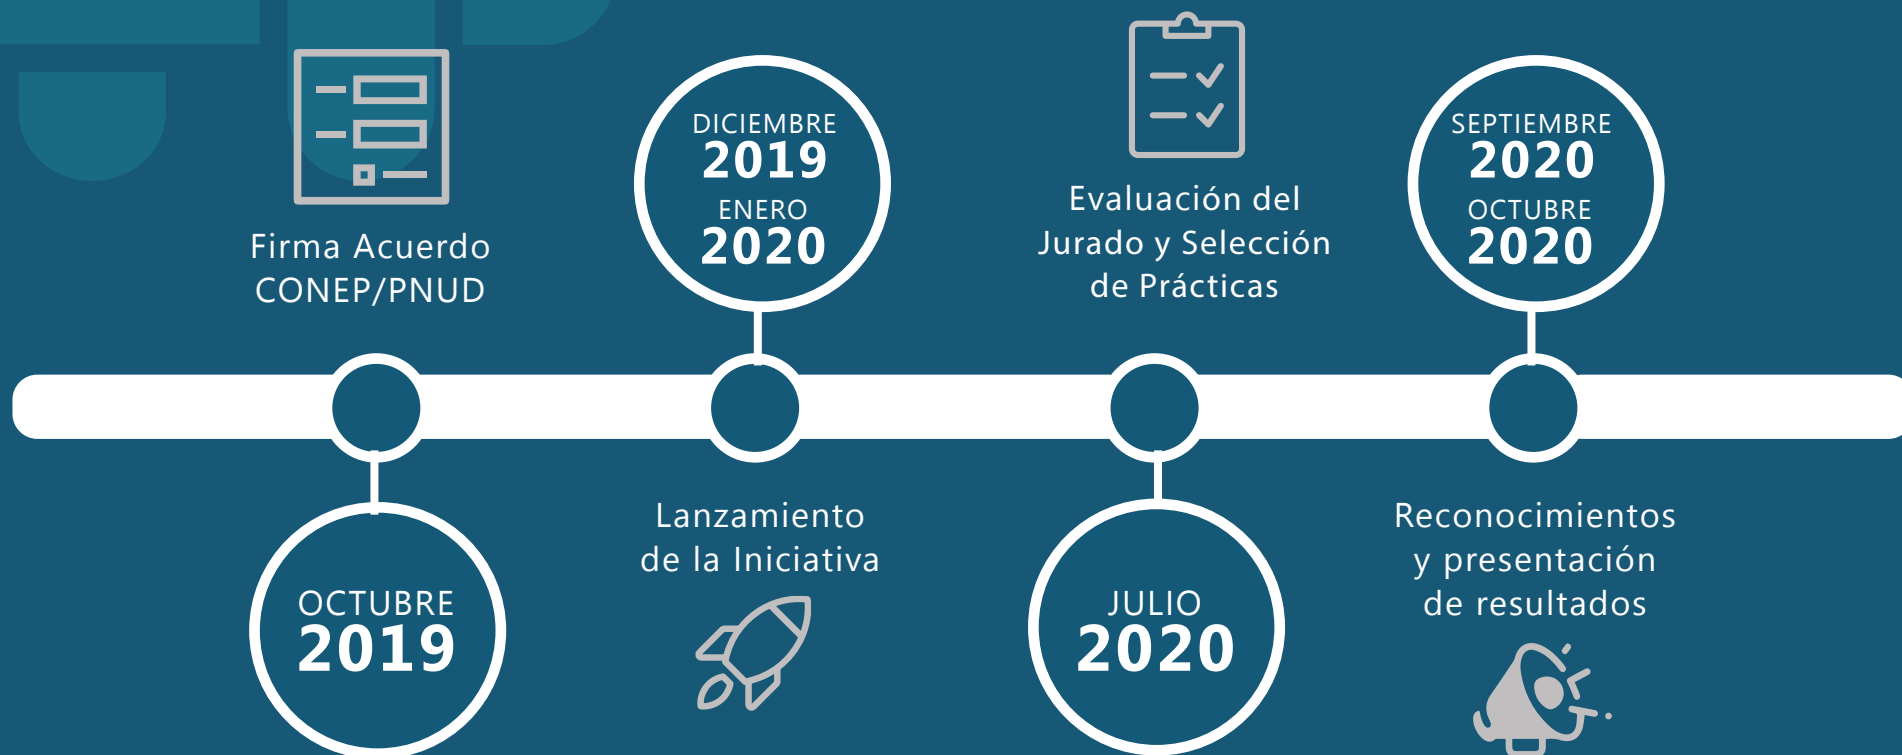 Firma Acuerdo
CONEP/PNUD
OCTUBRE
2019
DICIEMBRE
2019
ENERO
2020
Lanzamiento
de la Iniciativa
Evaluación del
Jurado y Selección
de Prácticas
JULIO
2020
SEPTIEMBRE
2020
OCTUBRE
2020
Reconocimientos
y presentación
de resultados